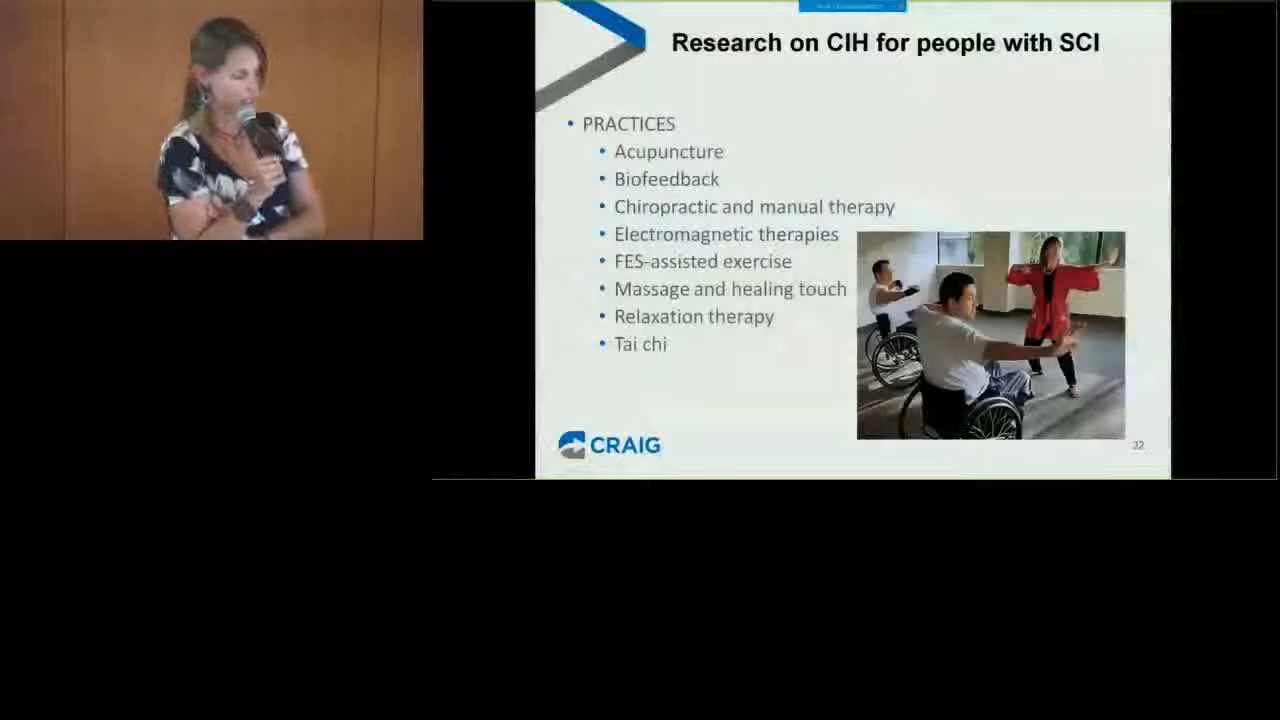 Research on CIH for people with SCI
• PRACTICES
• Acupuncture
• Biofeedback
• Chiropractic and manual therapy
• Electromagnetic therapies
• FES-assisted exercise
• Massage and healing touch
• Relaxation therapy
• Tai chi
CRAIG
22